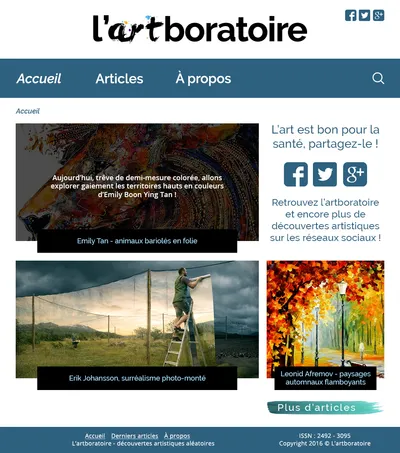 l'artboratoire
Accueil Articles À propos
Accueil
Aujourd'hui, trêve de demi-mesure colorée, allons
explorer gaiement les territoires hauts en couleurs
d'Emily Boon Ying Tan !
Emily Tan - animaux bariolés en folie
L'art est bon pour la
santé, partagez-le !
Retrouvez l'artboratoire
et encore plus de
découvertes artistiques
sur les réseaux sociaux !
Erik Johansson, surréalisme photo-monté
Leonid Afremov - paysages
automnaux flamboyants
Plus d'articles
Accueil Derniers articles À propos
L'artboratoire - découvertes artistiques aléatoires
ISSN : 2492 - 3095
Copyright 2016 © L'artboratoire